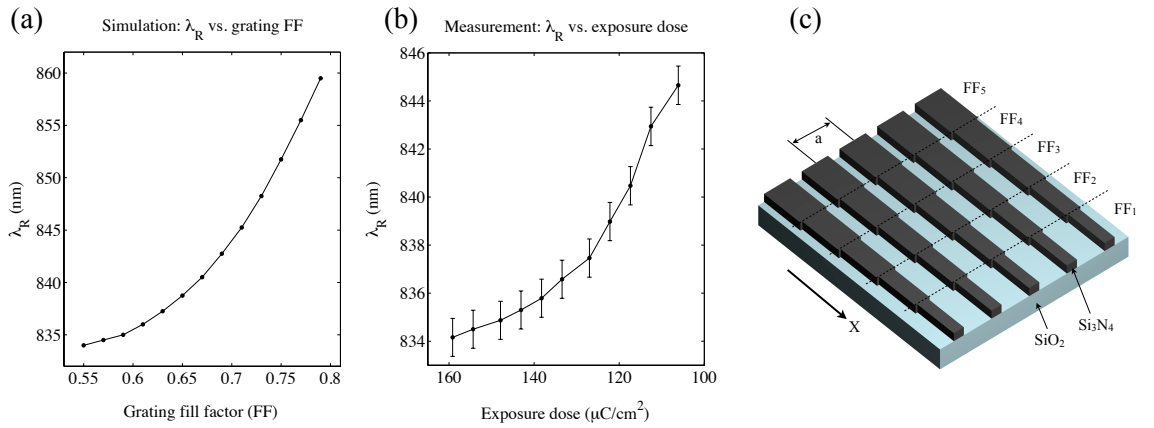 (a)
Simulation: λR vs. grating FF
860
855
850
845
840
835
λR (nm)
0.55
0.6
0.65
0.7
0.75
0.8
Grating fill factor (FF)
(b)
Measurement: λR vs. exposure dose
846
844
842
840
838
836
834
λR (nm)
160
140
120
100
Exposure dose (μC/cm²)
(c)
FF₅
FF₄
FF₃
FF₂
FF₁
a
X
SiO₂
Si₃N₄